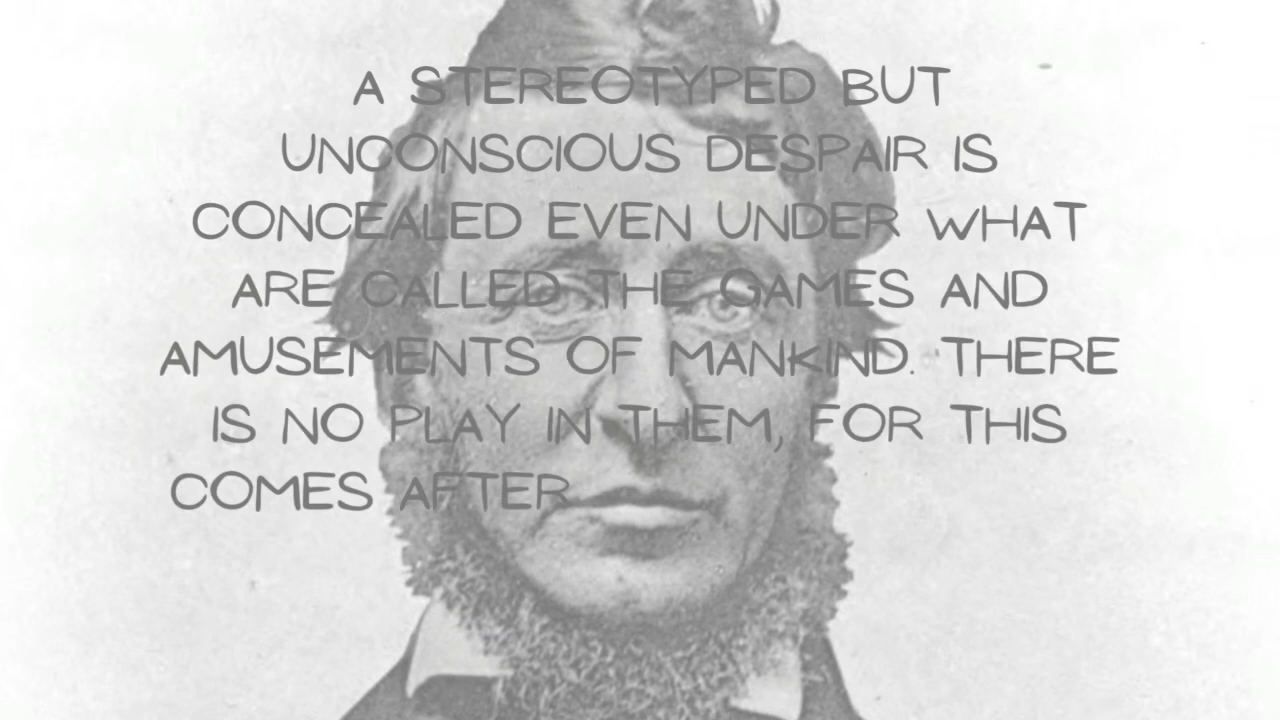 A STEREOTYPED BUT
UNCONSCIOUS DESPAIR IS
CONCEALED EVEN UNDER WHAT
ARE CALLED THE GAMES AND
AMUSEMENTS OF MANKIND. THERE
IS NO PLAY IN THEM, FOR THIS
COMES AFTER